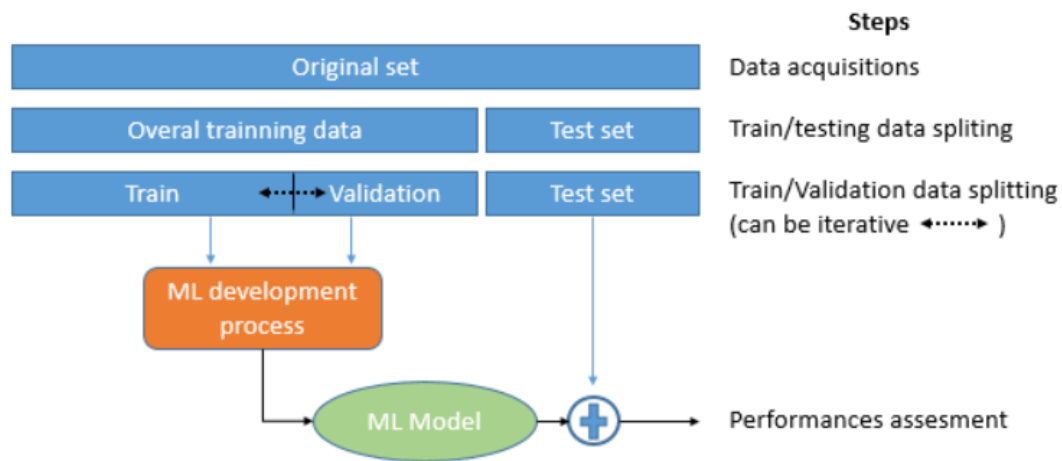 Steps
Original set
Data acquisitions
Overal trainning data
Test set
Train/testing data spliting
Train
Validation
Test set
Train/Validation data splitting
(can be iterative )
ML development
process
ML Model
Performances assesment